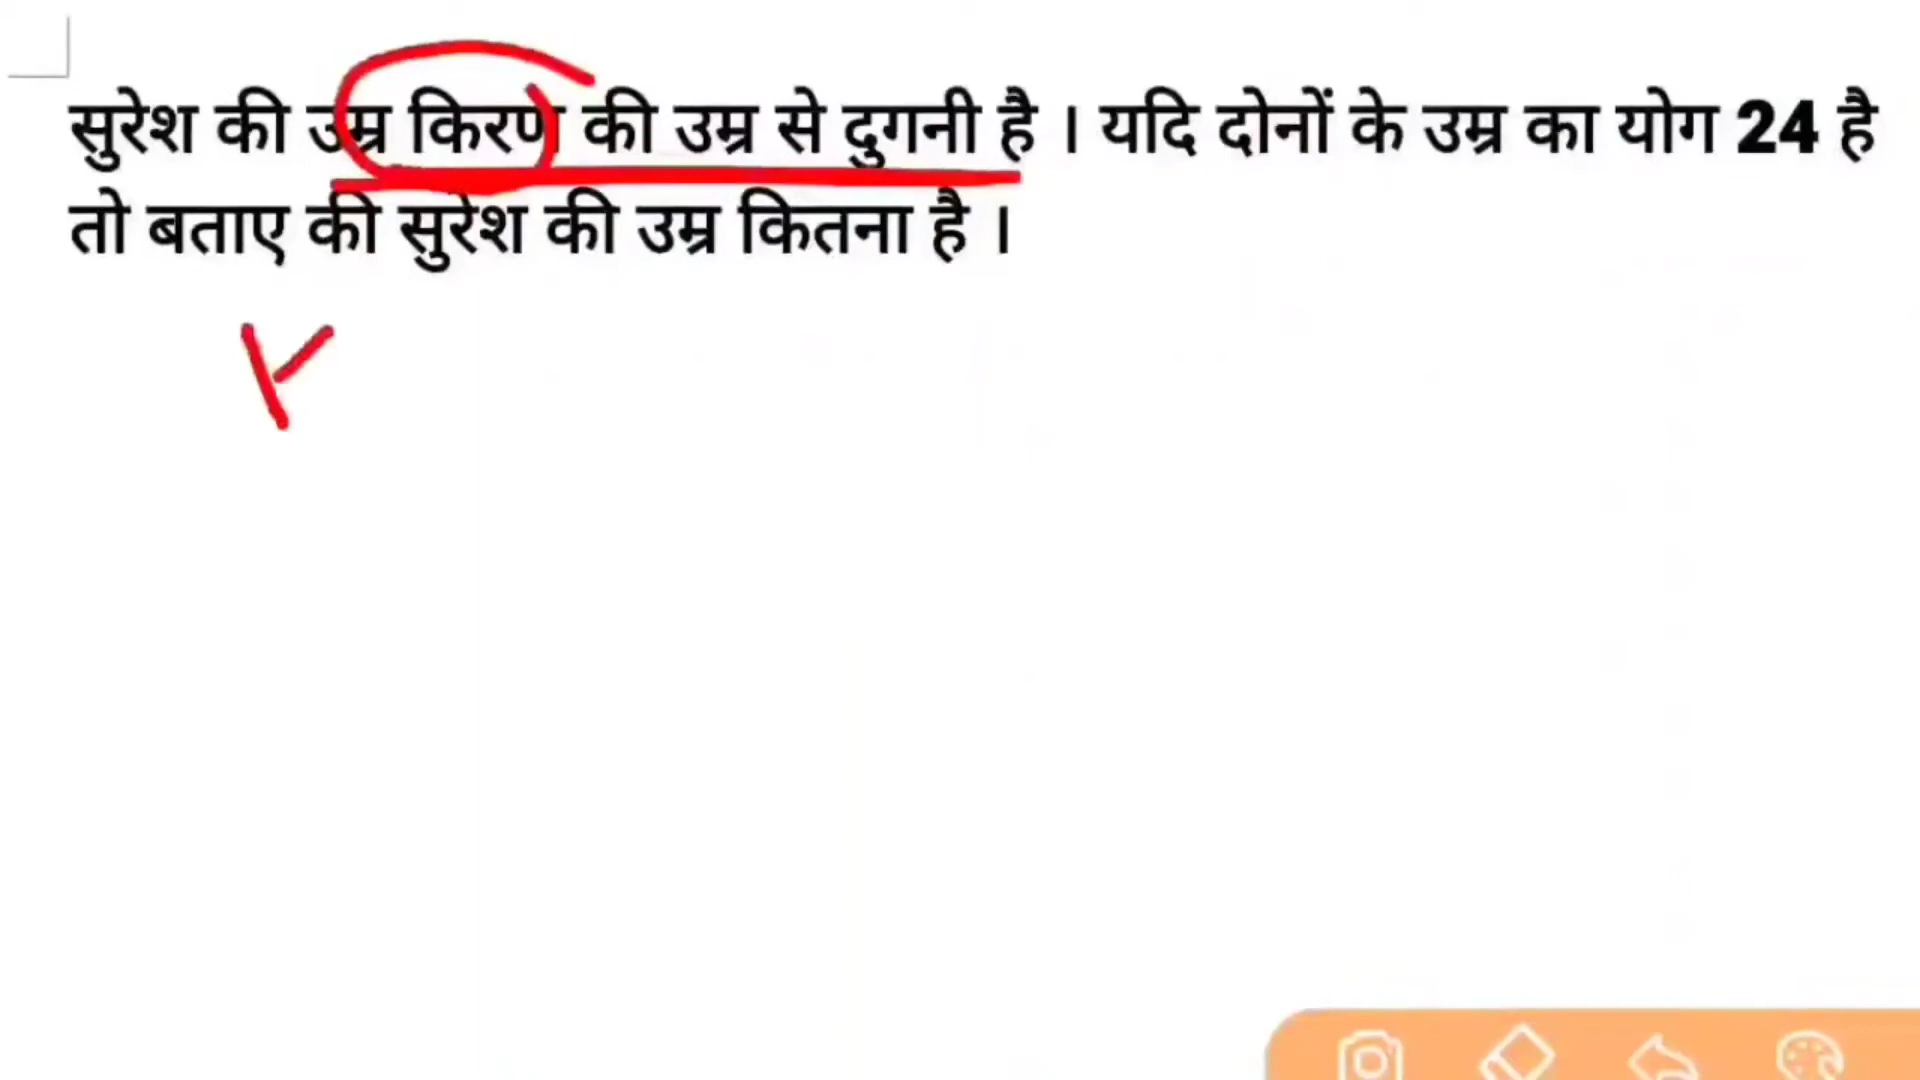 सुरेश की उम्र किरण की उम्र से दुगनी है । यदि दोनों के उम्र का योग 24 है
तो बताए की सुरेश की उम्र कितना है ।